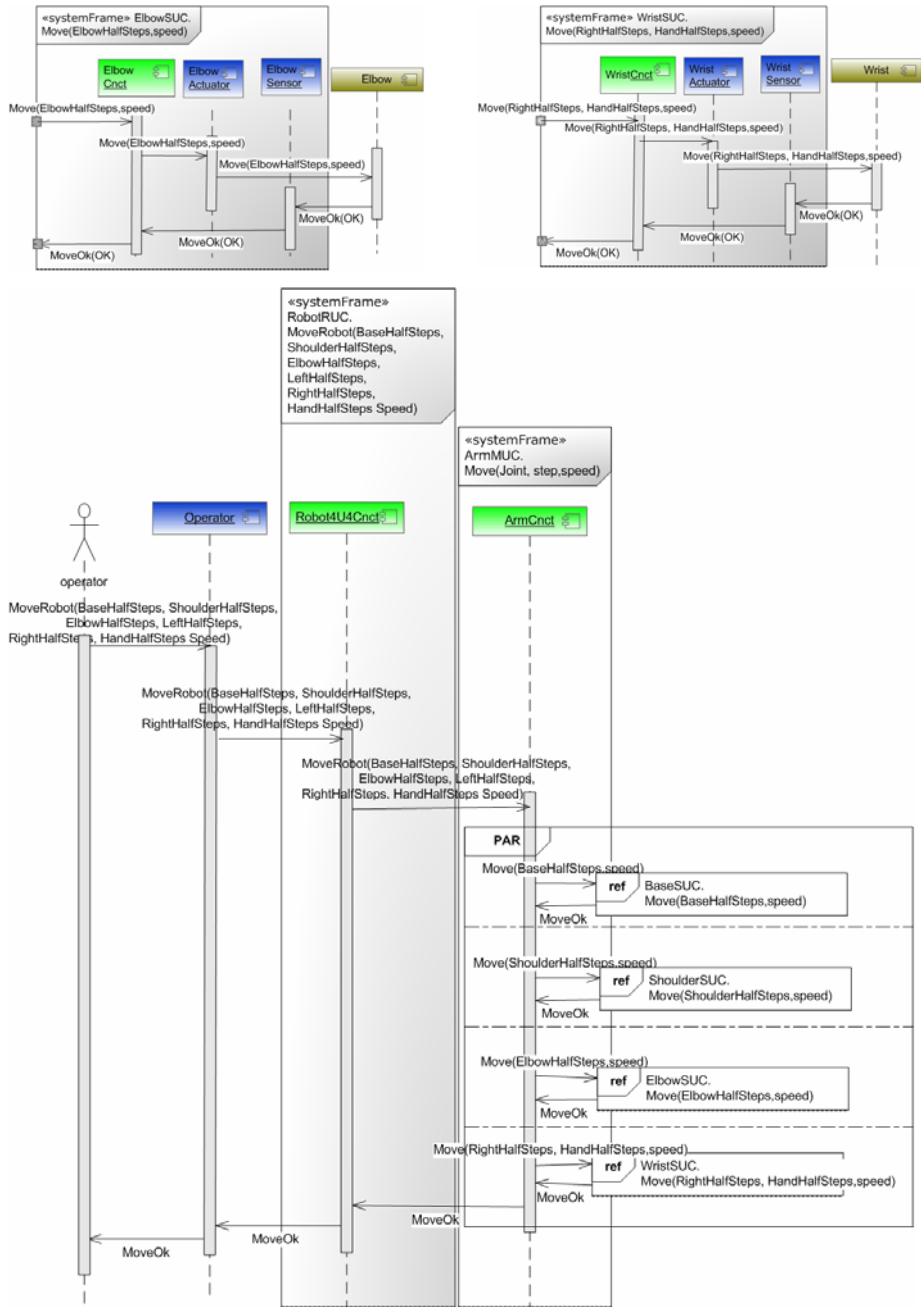 «systemFrame» ElbowSUC.
Move(ElbowHalfSteps,speed)
Elbow
Cnct
Elbow
Actuator
Elbow
Sensor
Elbow
Move(ElbowHalfSteps,speed)
Move(ElbowHalfSteps,speed)
Move(ElbowHalfSteps,speed)
MoveOk(OK)
MoveOk(OK)
MoveOk(OK)
«systemFrame» WristSUC.
Move(RightHalfSteps, HandHalfSteps,speed)
WristCnct
Wrist
Actuator
Wrist
Sensor
Wrist
Move(RightHalfSteps, HandHalfSteps,speed)
Move(RightHalfSteps, HandHalfSteps,speed)
Move(RightHalfSteps, HandHalfSteps,speed)
MoveOk(OK)
MoveOk(OK)
MoveOk(OK)
«systemFrame»
RobotRUC.
MoveRobot(BaseHalfSteps,
ShoulderHalfSteps,
ElbowHalfSteps,
LeftHalfSteps,
RightHalfSteps,
HandHalfSteps Speed)
«systemFrame»
ArmMUC.
Move(Joint, step,speed)
operator
Operator
Robot4U4Cnct
ArmCnct
MoveRobot(BaseHalfSteps, ShoulderHalfSteps,
ElbowHalfSteps, LeftHalfSteps,
RightHalfSteps, HandHalfSteps Speed)
MoveRobot(BaseHalfSteps, ShoulderHalfSteps,
ElbowHalfSteps, LeftHalfSteps,
RightHalfSteps, HandHalfSteps Speed)
MoveRobot(BaseHalfSteps, ShoulderHalfSteps,
ElbowHalfSteps, LeftHalfSteps,
RightHalfSteps. HandHalfSteps Speed)
PAR
Move(BaseHalfSteps,speed)
ref
BaseSUC.
Move(BaseHalfSteps,speed)
MoveOk
Move(ShoulderHalfSteps,speed)
ref
ShoulderSUC.
Move(ShoulderHalfSteps,speed)
MoveOk
Move(ElbowHalfSteps,speed)
ref
ElbowSUC.
Move(ElbowHalfSteps,speed)
MoveOk
Move(RightHalfSteps, HandHalfSteps,speed)
ref
WristSUC.
Move(RightHalfSteps, HandHalfSteps,speed)
MoveOk
MoveOk
MoveOk
MoveOk